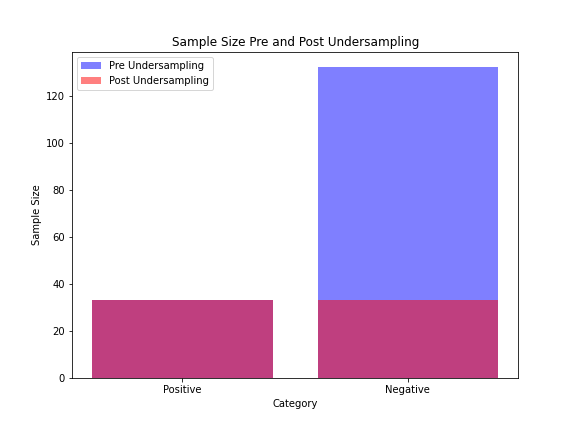 Sample Size Pre and Post Undersampling
Pre Undersampling
Post Undersampling
Sample Size
120
100
80
60
40
20
0
Positive
Negative
Category